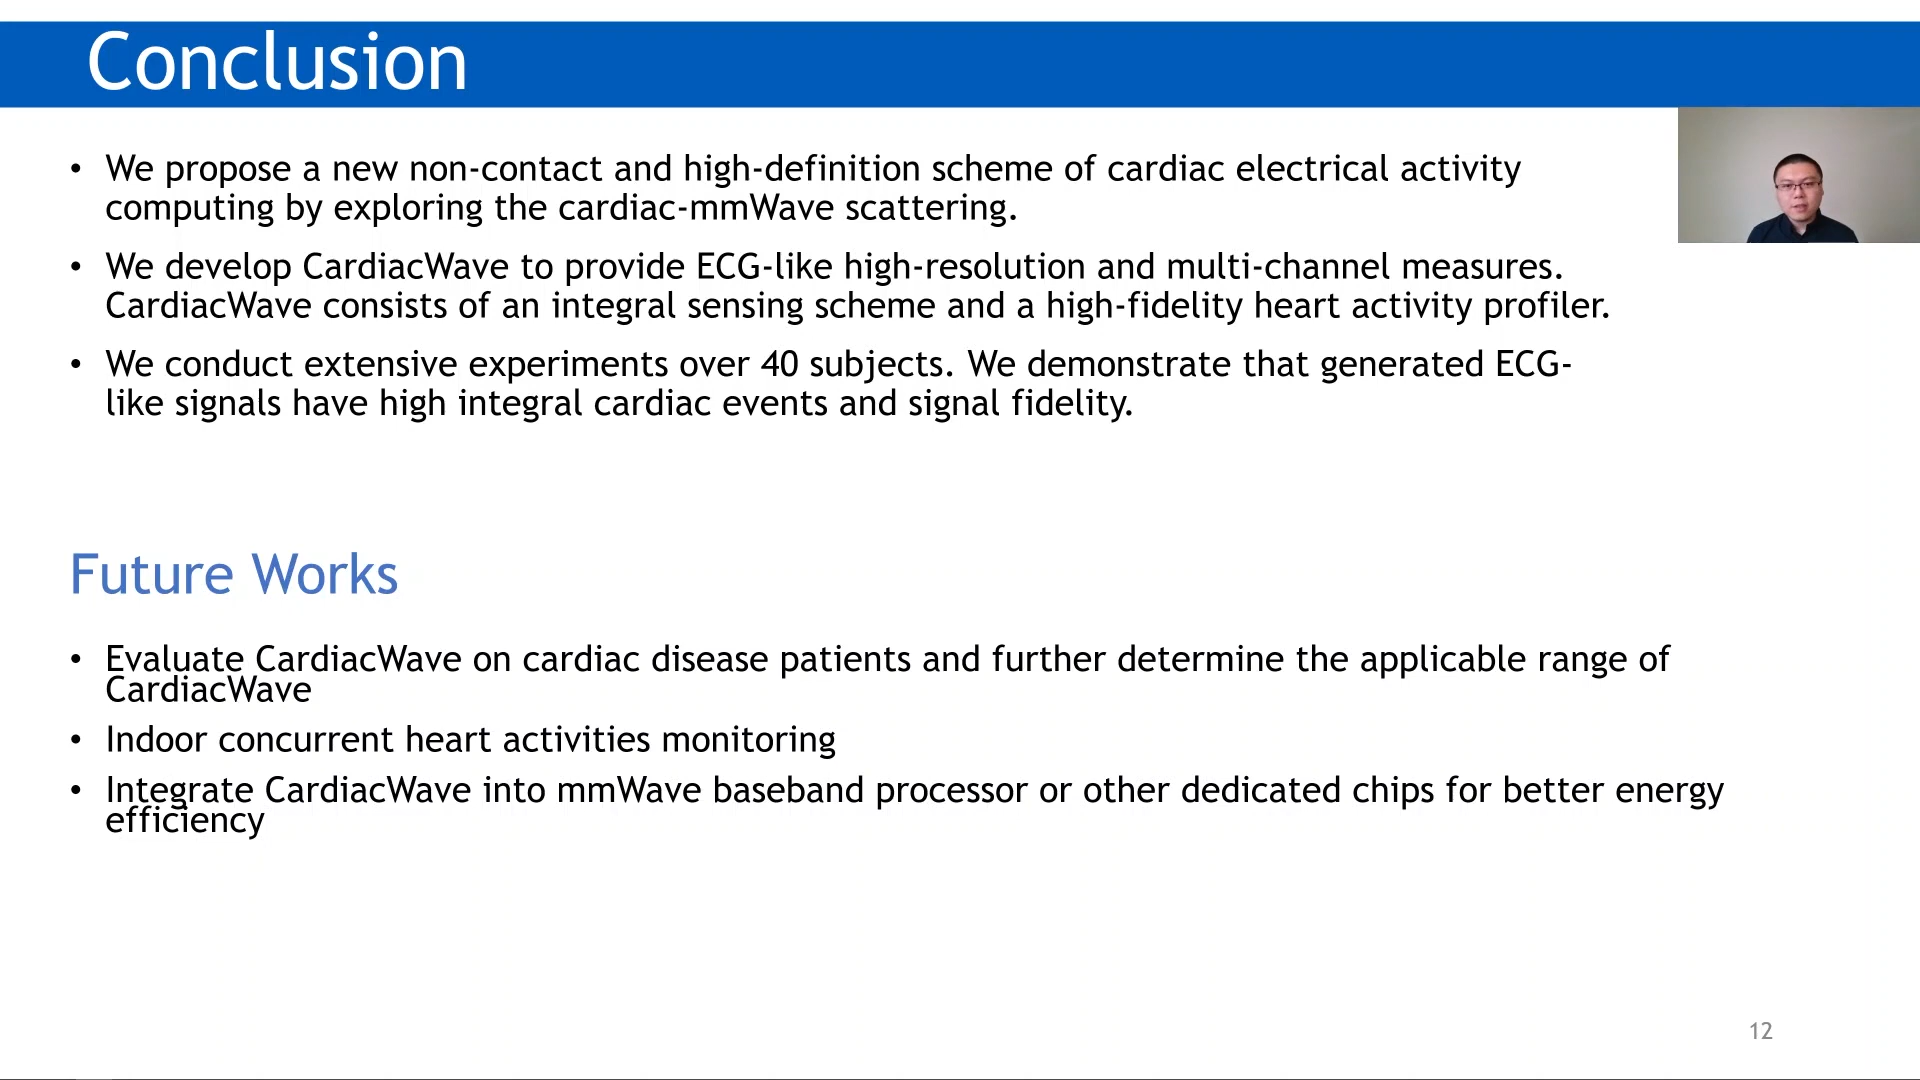 Conclusion
• We propose a new non-contact and high-definition scheme of cardiac electrical activity
computing by exploring the cardiac-mmWave scattering.
• We develop CardiacWave to provide ECG-like high-resolution and multi-channel measures.
CardiacWave consists of an integral sensing scheme and a high-fidelity heart activity profiler.
• We conduct extensive experiments over 40 subjects. We demonstrate that generated ECG-
like signals have high integral cardiac events and signal fidelity.
Future Works
• Evaluate CardiacWave on cardiac disease patients and further determine the applicable range of
CardiacWave
• Indoor concurrent heart activities monitoring
• Integrate CardiacWave into mmWave baseband processor or other dedicated chips for better energy
efficiency
12